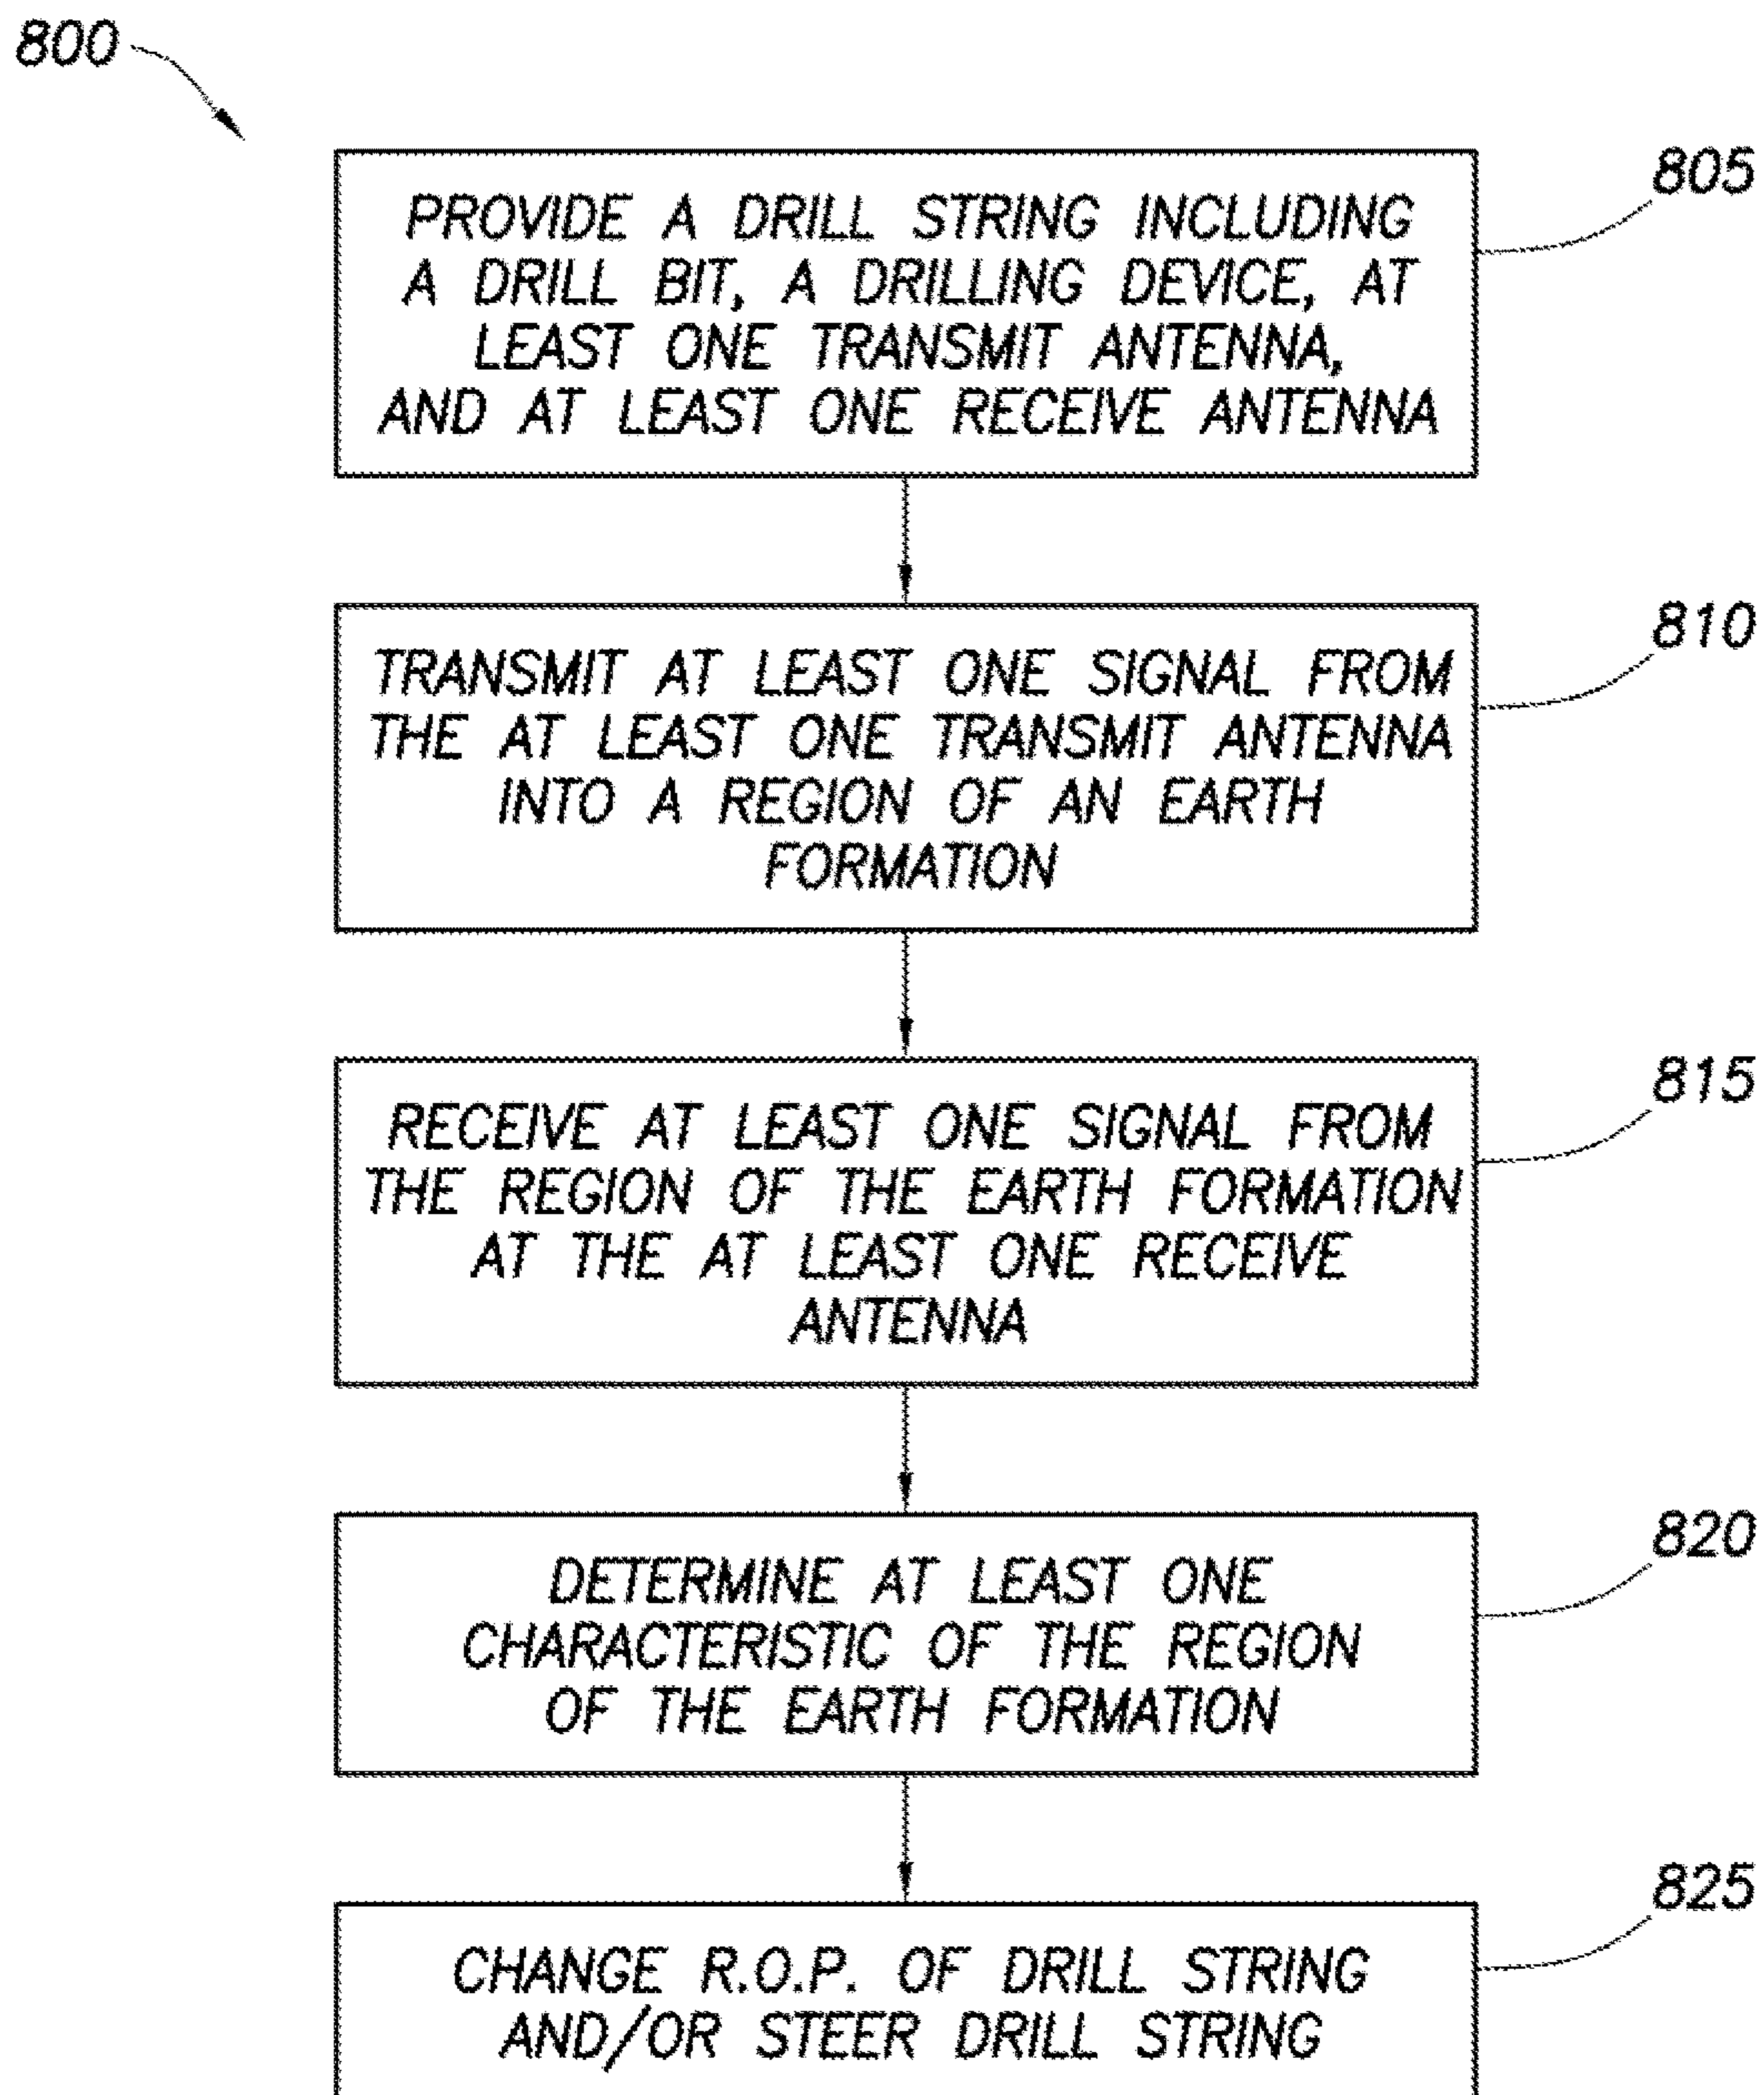 800
805
PROVIDE A DRILL STRING INCLUDING
A DRILL BIT, A DRILLING DEVICE, AT
LEAST ONE TRANSMIT ANTENNA,
AND AT LEAST ONE RECEIVE ANTENNA
810
TRANSMIT AT LEAST ONE SIGNAL FROM
THE AT LEAST ONE TRANSMIT ANTENNA
INTO A REGION OF AN EARTH
FORMATION
815
RECEIVE AT LEAST ONE SIGNAL FROM
THE REGION OF THE EARTH FORMATION
AT THE AT LEAST ONE RECEIVE
ANTENNA
820
DETERMINE AT LEAST ONE
CHARACTERISTIC OF THE REGION
OF THE EARTH FORMATION
825
CHANGE R.O.P. OF DRILL STRING
AND/OR STEER DRILL STRING